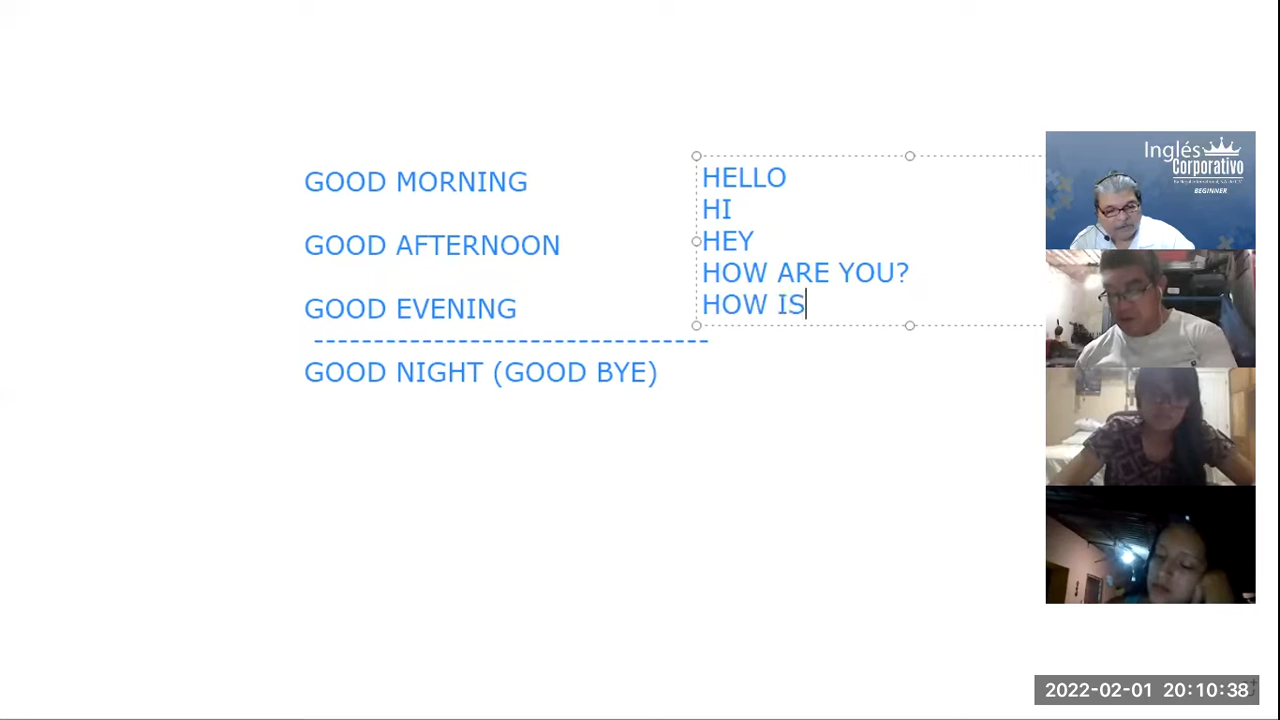 GOOD MORNING
GOOD AFTERNOON
GOOD EVENING
--------------------------------
GOOD NIGHT (GOOD BYE)
HELLO
HI
HEY
HOW ARE YOU?
HOW IS
Inglés
Corporativo
BEGINNER
2022-02-01 20:10:38